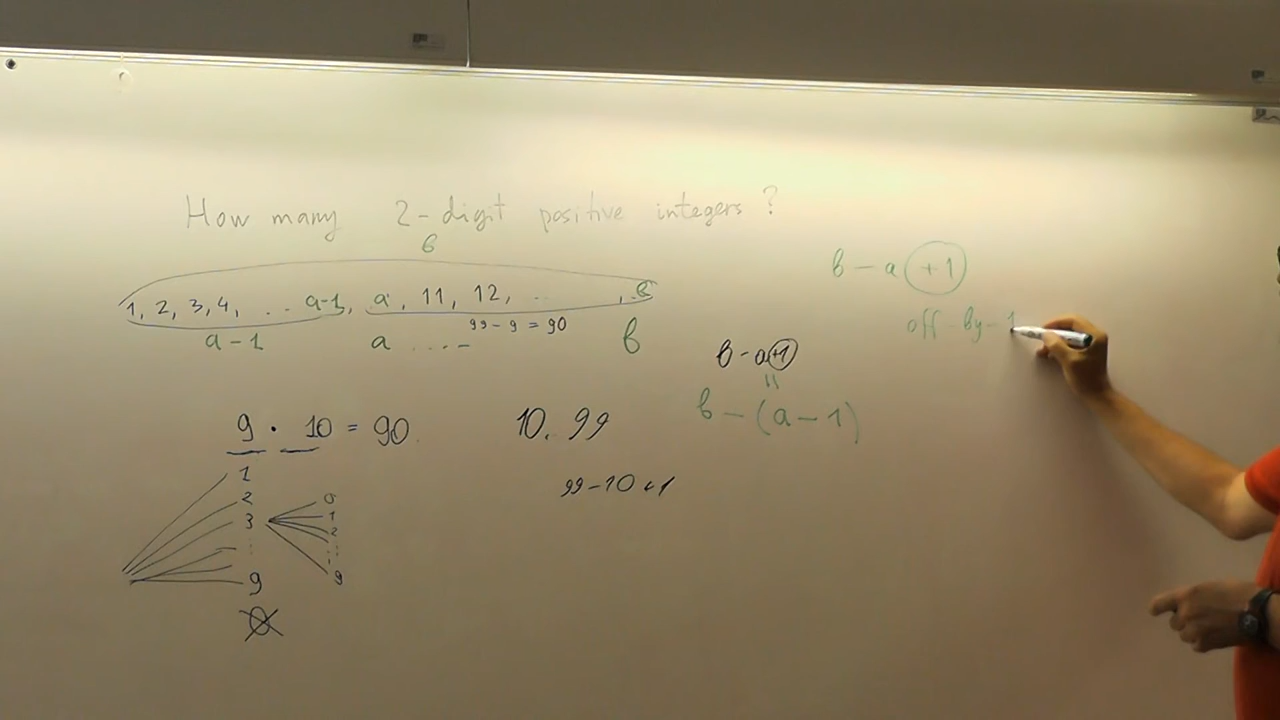 How many 2-digit positive integers?
b
1, 2, 3, 4, .. a-1, a, 11, 12, .. , b
99-9=90
a-1
a ....- b
b-a+1
=
b-(a-1)
b-a+1
off-by-1
9 · 10 = 90
1
2
3
:
9
0
0
1
2
:
9
10. 99
99-10+1